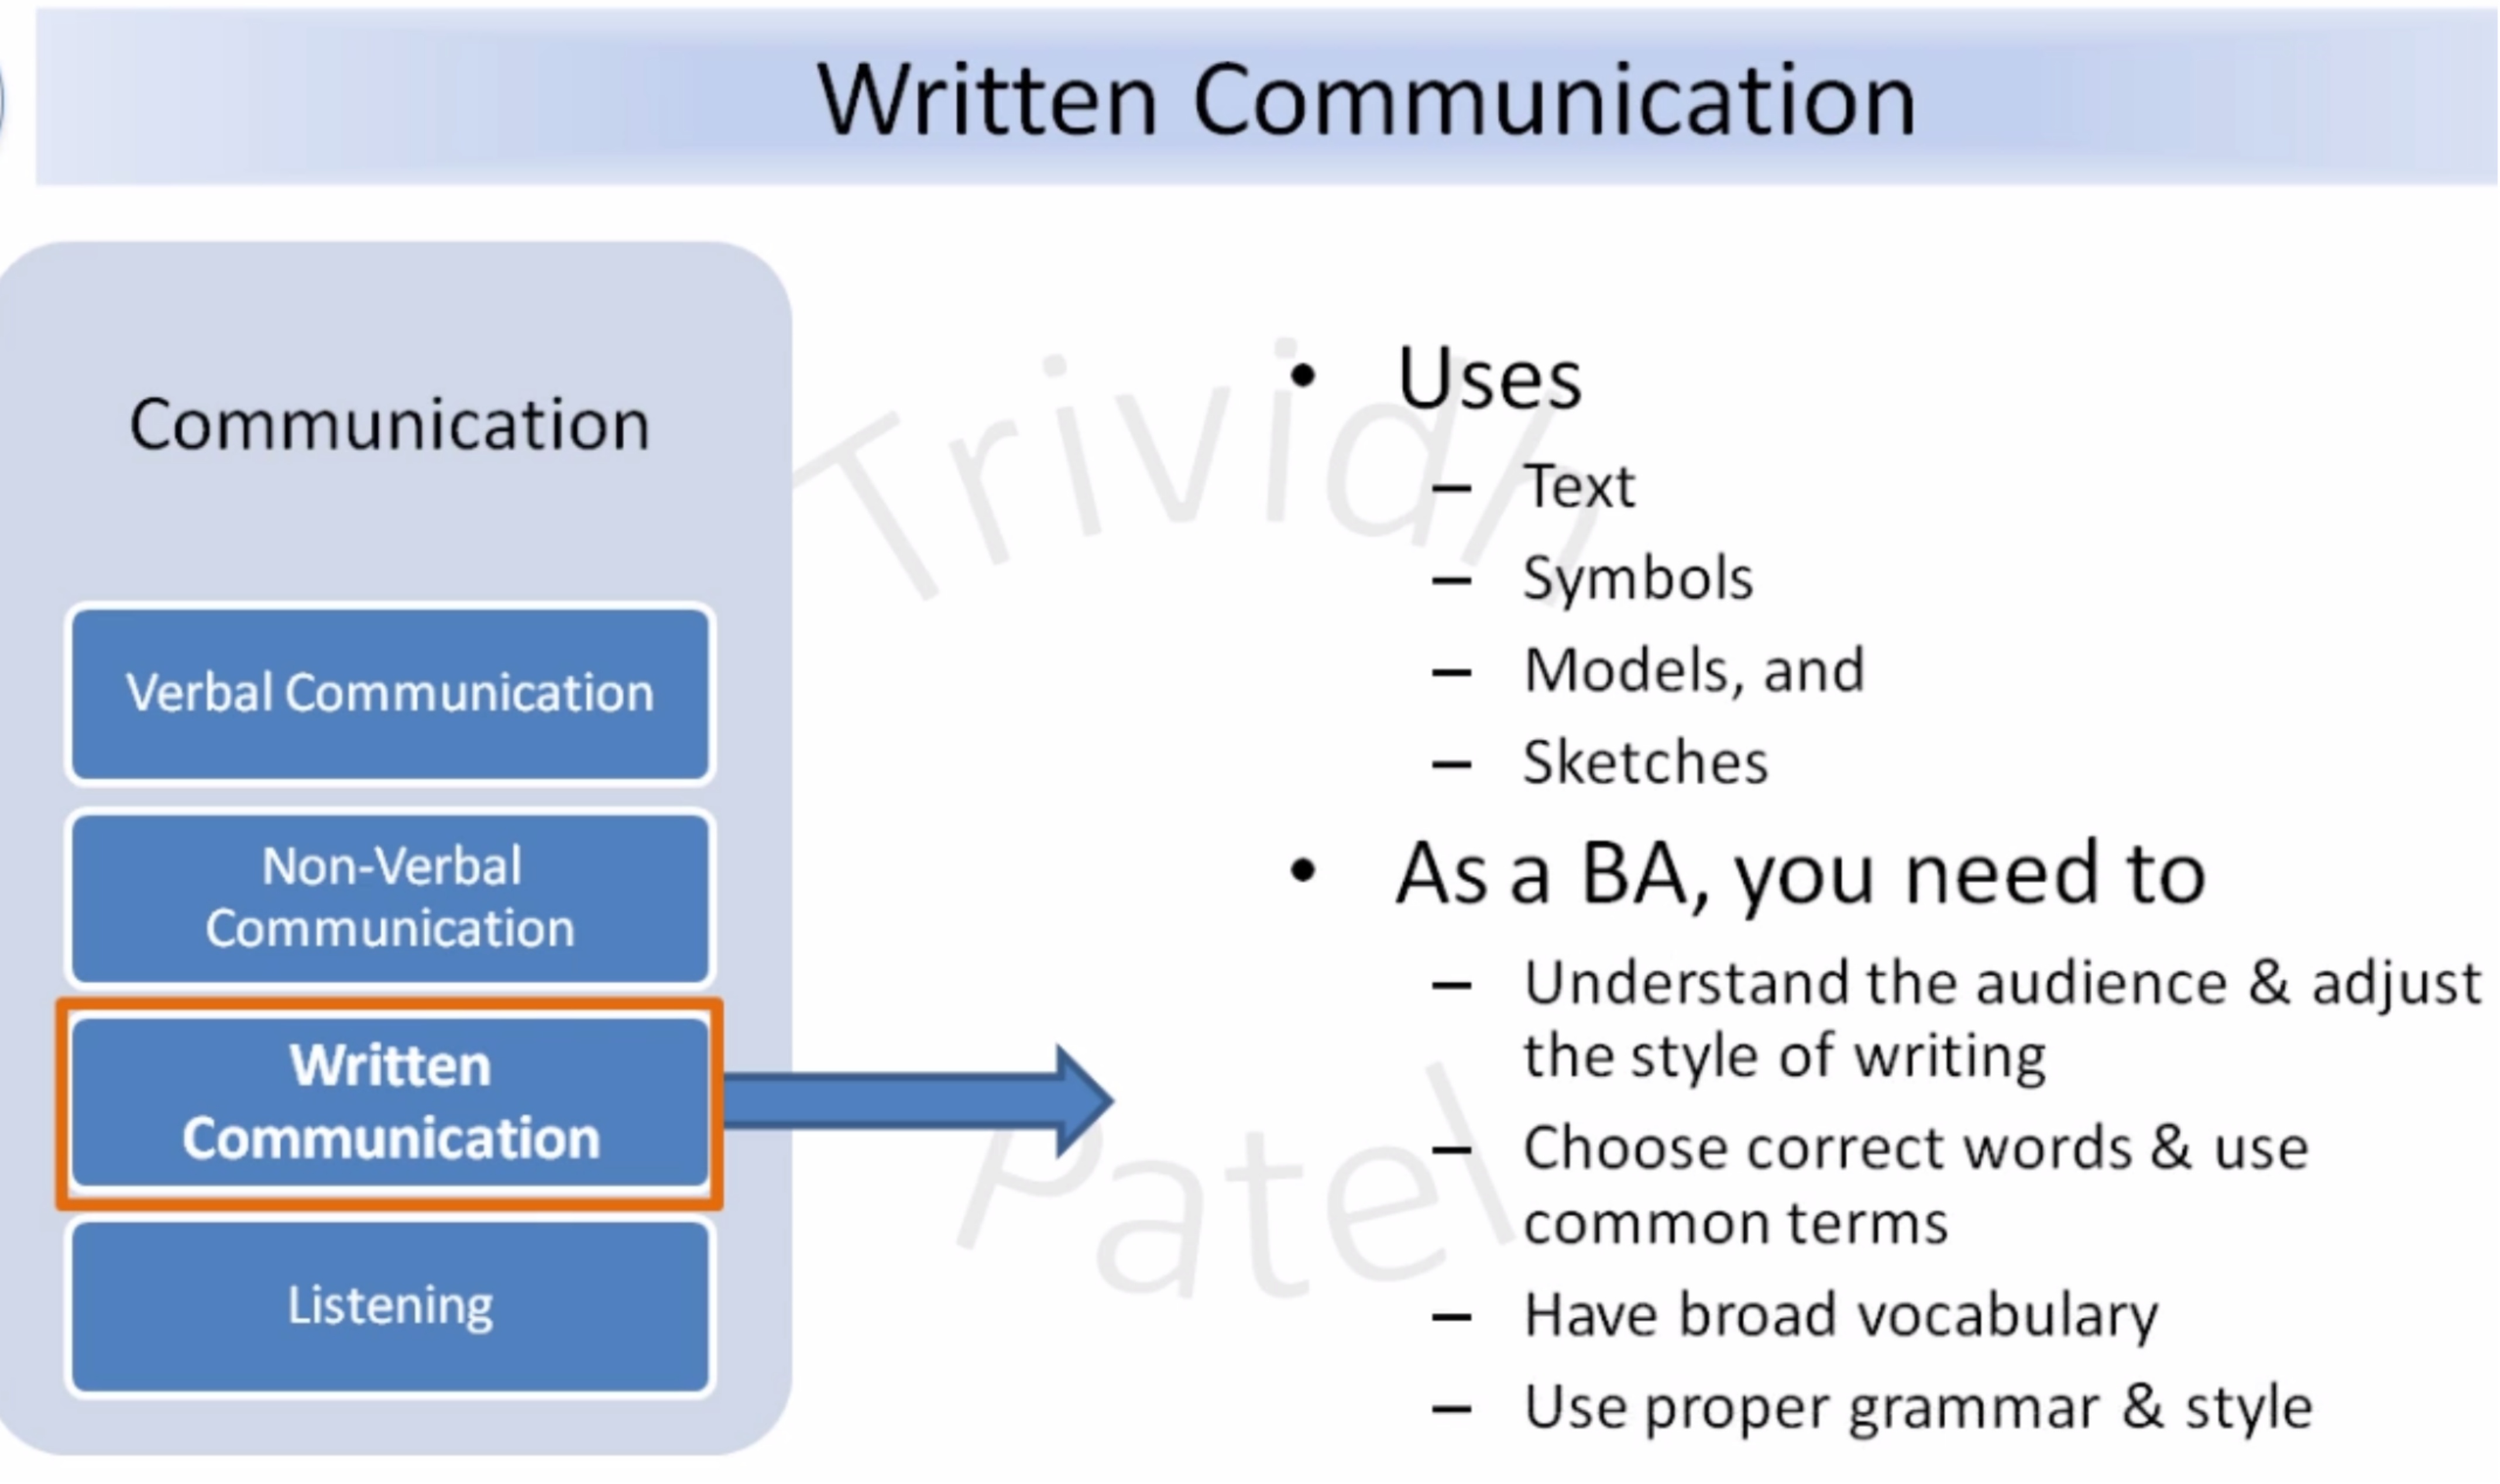 Written Communication
Communication
Verbal Communication
Non-Verbal
Communication
Written
Communication
Listening
• Uses
– Text
– Symbols
– Models, and
– Sketches
• As a BA, you need to
– Understand the audience & adjust
the style of writing
– Choose correct words & use
common terms
– Have broad vocabulary
– Use proper grammar & style
Trividh
Patel